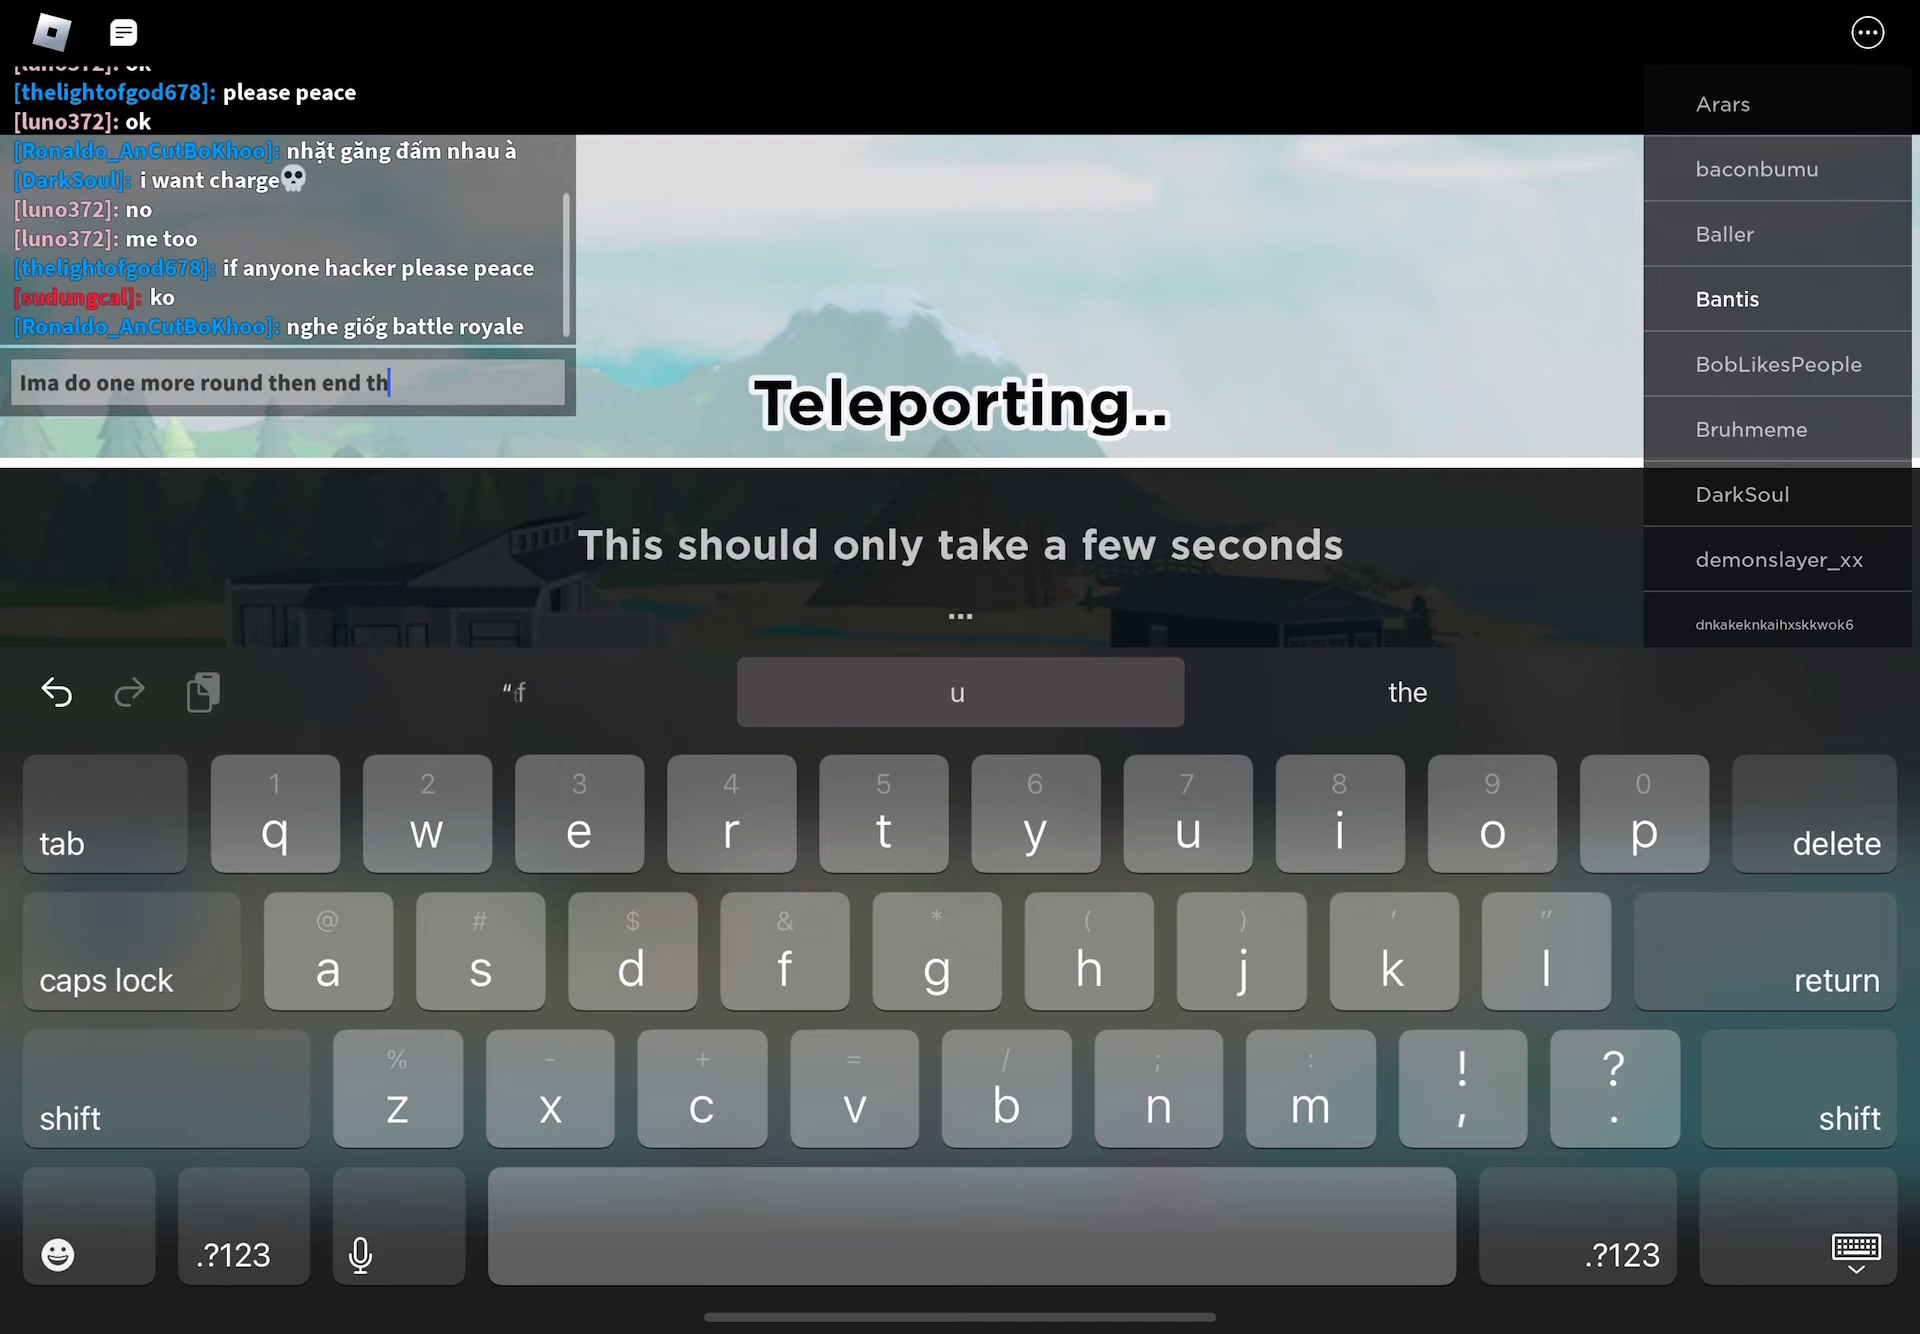 [luno372]: ok
[thelightofgod678]: please peace
[luno372]: ok
[Ronaldo_AnCutBoKhoo]: nhặt găng đấm nhau à
[DarkSoul]: i want charge💀
[luno372]: no
[luno372]: me too
[thelightofgod678]: if anyone hacker please peace
[sudungcal]: ko
[Ronaldo_AnCutBoKhoo]: nghe giốg battle royale
Ima do one more round then end th
Arars
baconbumu
Baller
Bantis
BobLikesPeople
Bruhmeme
DarkSoul
demonslayer_xx
dnkakeknkaihxskkwok6
Teleporting..
This should only take a few seconds
...
u the
1 2 3 4 5 6 7 8 9 0
tab q w e r t y u i o p delete
@ # $ & * ( ) ' "
caps lock a s d f g h j k l return
% - + = / ; : ! ?
shift z x c v b n m , . shift
.?123 .?123